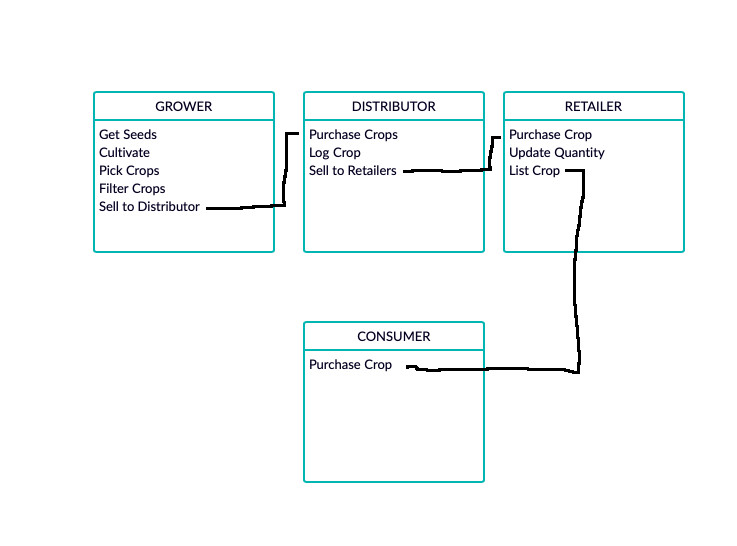 GROWER
Get Seeds
Cultivate
Pick Crops
Filter Crops
Sell to Distributor
DISTRIBUTOR
Purchase Crops
Log Crop
Sell to Retailers
RETAILER
Purchase Crop
Update Quantity
List Crop
CONSUMER
Purchase Crop